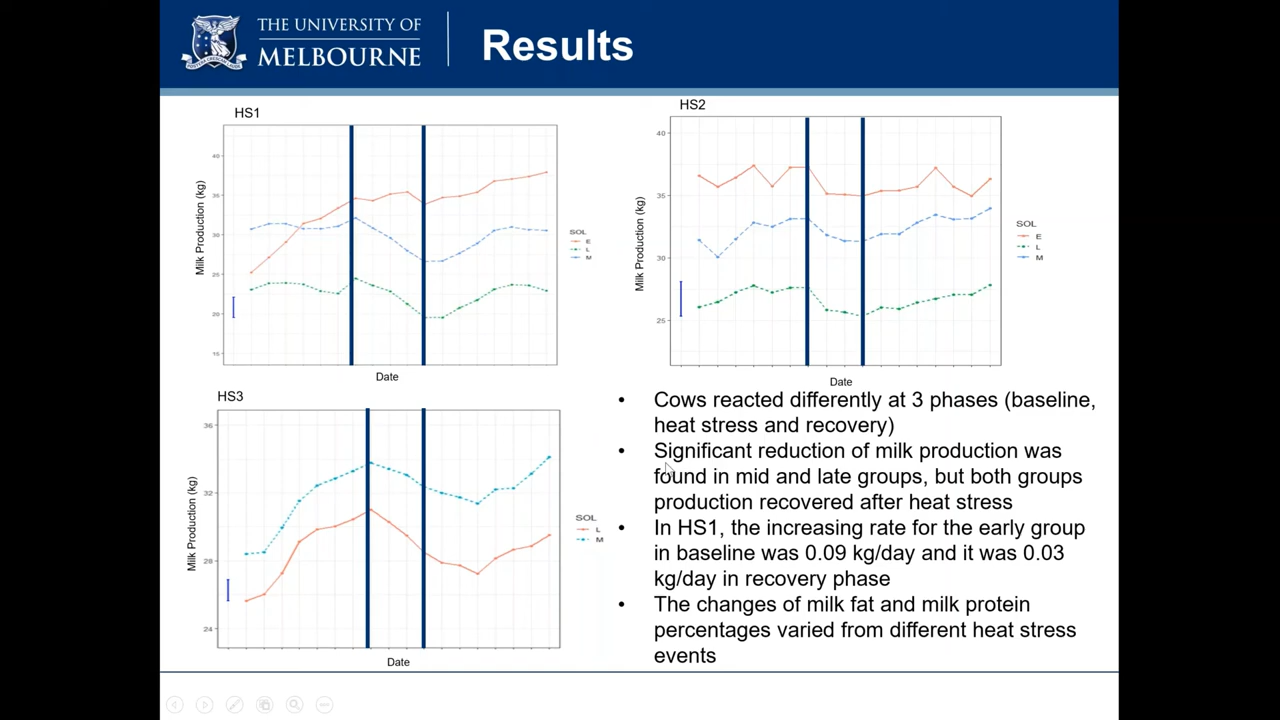 THE UNIVERSITY OF
MELBOURNE
Results
HS1
40
35
30
25
20
15
Milk Production (kg)
Date
SOL
E
L
M
HS2
40
35
30
25
Milk Production (kg)
Date
SOL
E
L
M
HS3
36
32
28
24
Milk Production (kg)
Date
SOL
L
M
• Cows reacted differently at 3 phases (baseline,
heat stress and recovery)
• Significant reduction of milk production was
found in mid and late groups, but both groups
production recovered after heat stress
• In HS1, the increasing rate for the early group
in baseline was 0.09 kg/day and it was 0.03
kg/day in recovery phase
• The changes of milk fat and milk protein
percentages varied from different heat stress
events